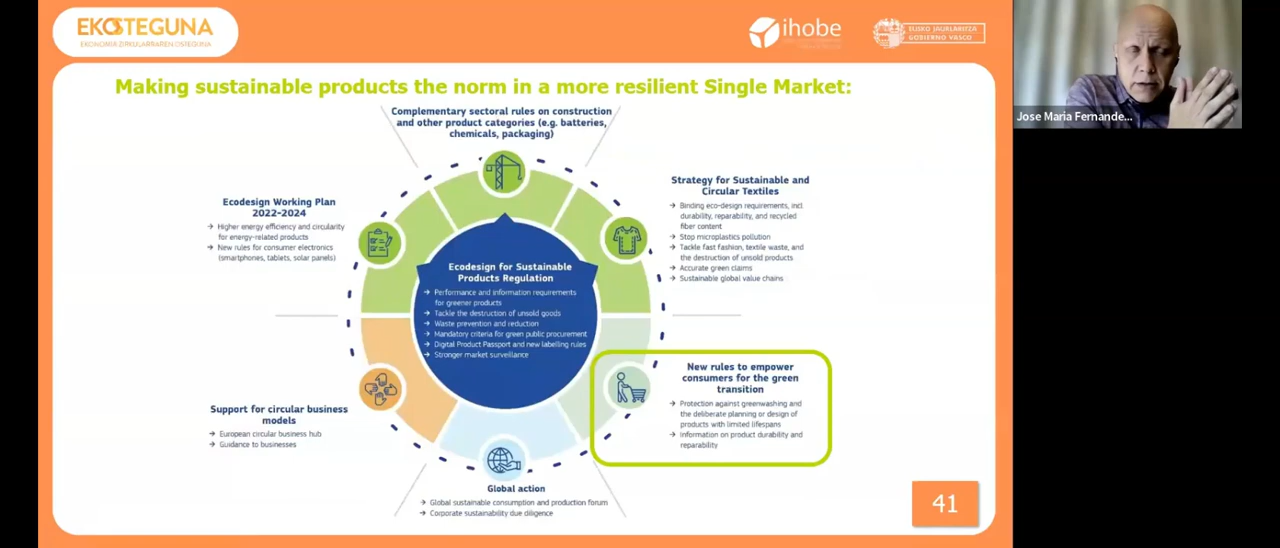 EKOSTEGUNA
EKONOMIA ZIRKULARRAREN OSTEGUNA
ihobe
EUSKO JAURLARITZA
GOBIERNO VASCO
Making sustainable products the norm in a more resilient Single Market:
Complementary sectoral rules on construction
and other product categories (e.g. batteries,
chemicals, packaging)
Ecodesign Working Plan
2022-2024
→ Higher energy efficiency and circularity
for energy-related products
→ New rules for consumer electronics
(smartphones, tablets, solar panels)
Strategy for Sustainable and
Circular Textiles
→ Binding eco-design requirements, incl.
durability, reparability, and recycled
fiber content
→ Stop microplastics pollution
→ Tackle fast fashion, textile waste, and
the destruction of unsold products
→ Accurate green claims
→ Sustainable global value chains
Ecodesign for Sustainable
Products Regulation
→ Performance and information requirements
for greener products
→ Tackle the destruction of unsold goods
→ Waste prevention and reduction
→ Mandatory criteria for green public procurement
→ Digital Product Passport and new labelling rules
→ Stronger market surveillance
New rules to empower
consumers for the green
transition
→ Protection against greenwashing and
the deliberate planning or design of
products with limited lifespans
→ Information on product durability and
reparability
Support for circular business
models
→ European circular business hub
→ Guidance to businesses
Global action
→ Global sustainable consumption and production forum
→ Corporate sustainability due diligence
41
Jose Maria Fernande...